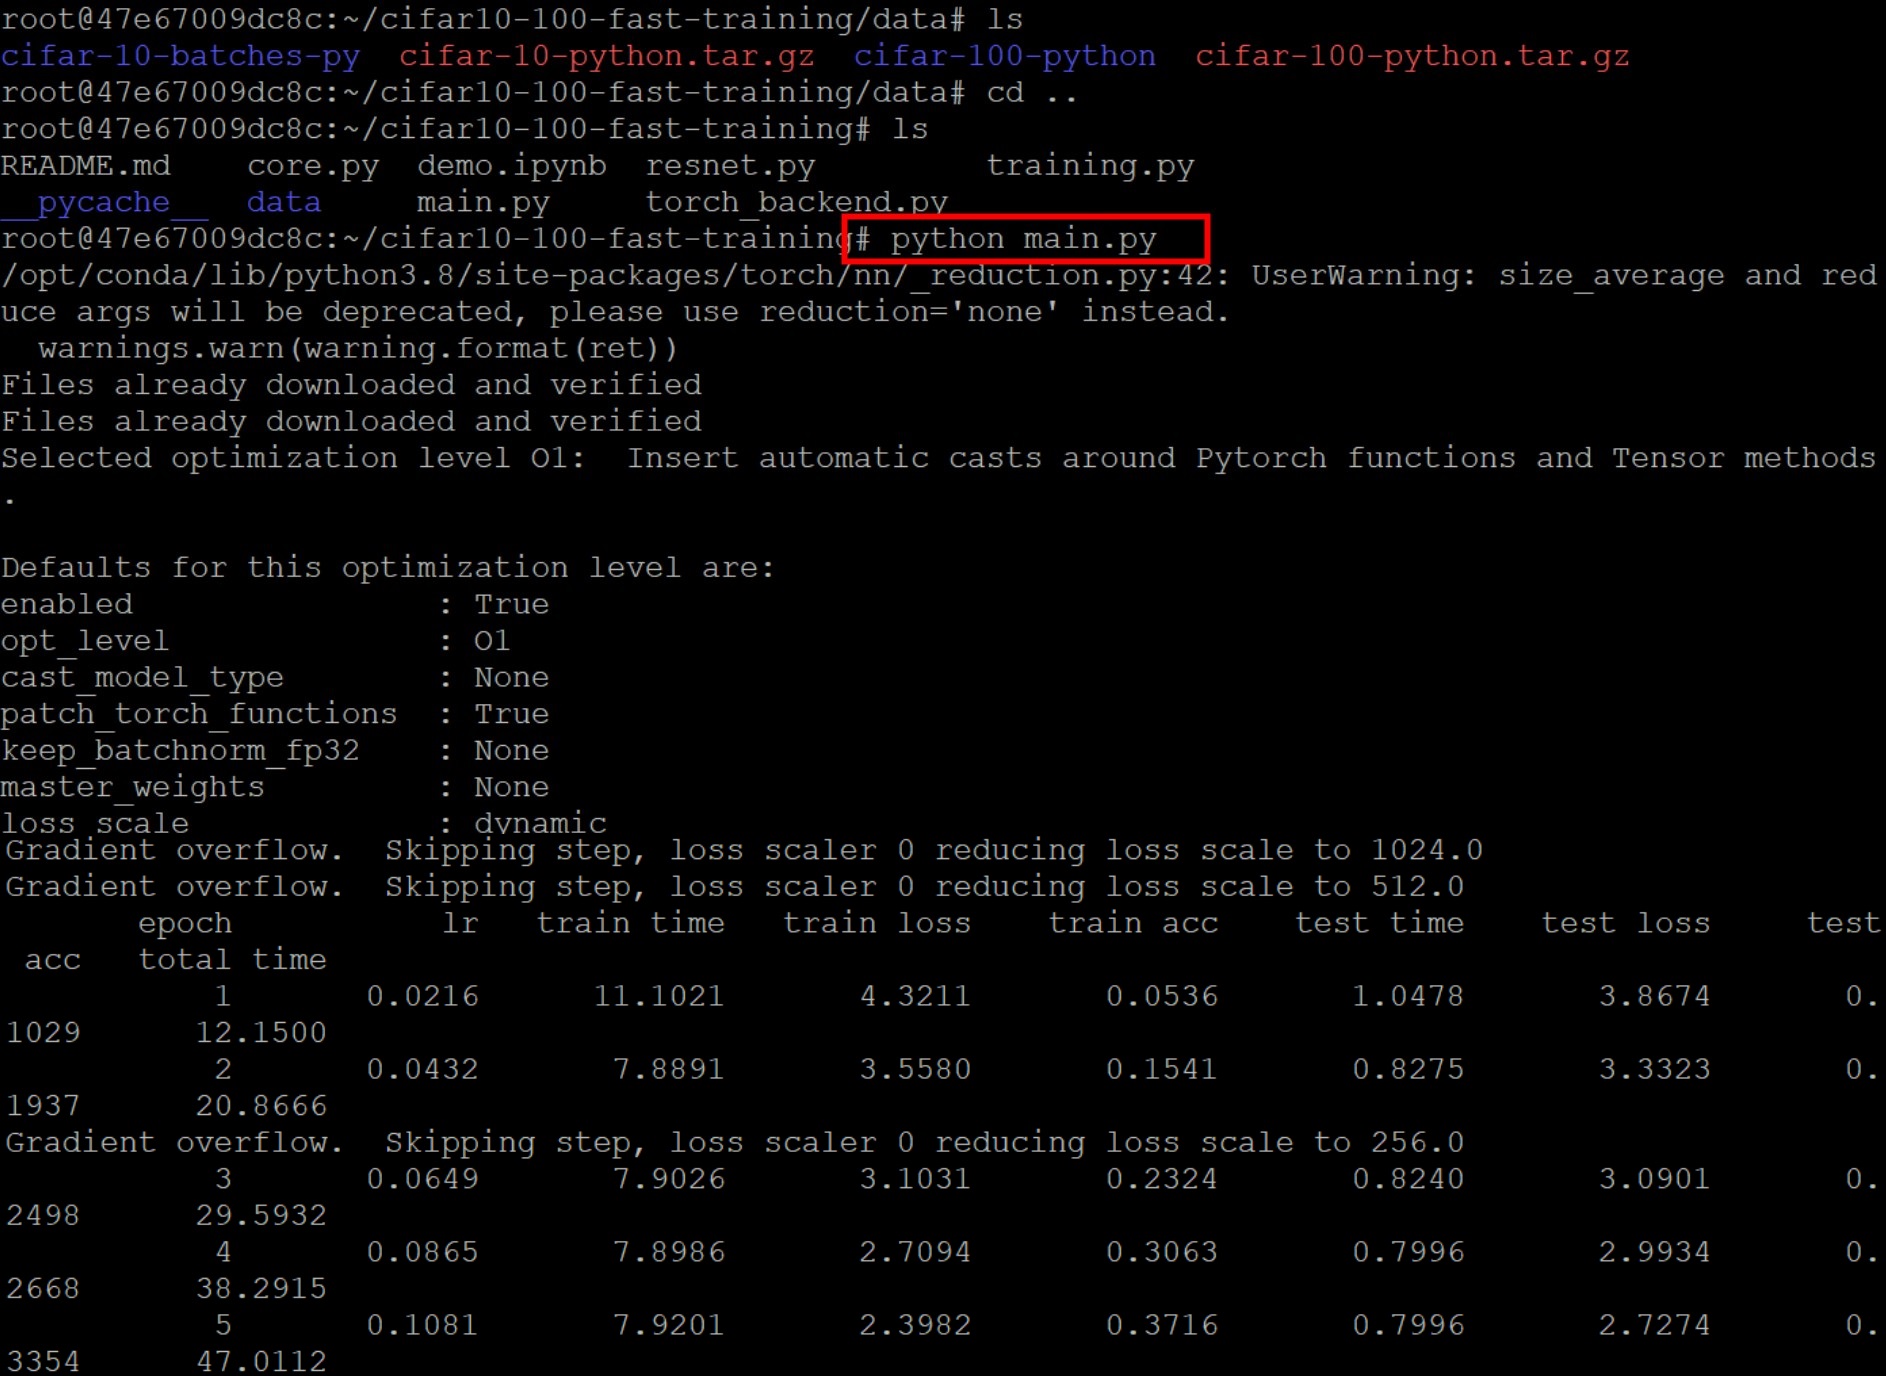 root@47e67009dc8c:~/cifar10-100-fast-training/data# ls
cifar-10-batches-py  cifar-10-python.tar.gz  cifar-100-python  cifar-100-python.tar.gz
root@47e67009dc8c:~/cifar10-100-fast-training/data# cd ..
root@47e67009dc8c:~/cifar10-100-fast-training# ls
README.md    core.py  demo.ipynb  resnet.py         training.py
__pycache__  data     main.py     torch_backend.py
root@47e67009dc8c:~/cifar10-100-fast-training# python main.py
/opt/conda/lib/python3.8/site-packages/torch/nn/_reduction.py:42: UserWarning: size_average and red
uce args will be deprecated, please use reduction='none' instead.
  warnings.warn(warning.format(ret))
Files already downloaded and verified
Files already downloaded and verified
Selected optimization level O1:  Insert automatic casts around Pytorch functions and Tensor methods
.
Defaults for this optimization level are:
enabled                : True
opt_level              : O1
cast_model_type        : None
patch_torch_functions  : True
keep_batchnorm_fp32    : None
master_weights         : None
loss_scale             : dynamic
Gradient overflow.  Skipping step, loss scaler 0 reducing loss scale to 1024.0
Gradient overflow.  Skipping step, loss scaler 0 reducing loss scale to 512.0
       epoch           lr   train time   train loss    train acc    test time    test loss     test
 acc   total time
           1       0.0216      11.1021       4.3211       0.0536       1.0478       3.8674       0.
1029      12.1500
           2       0.0432       7.8891       3.5580       0.1541       0.8275       3.3323       0.
1937      20.8666
Gradient overflow.  Skipping step, loss scaler 0 reducing loss scale to 256.0
           3       0.0649       7.9026       3.1031       0.2324       0.8240       3.0901       0.
2498      29.5932
           4       0.0865       7.8986       2.7094       0.3063       0.7996       2.9934       0.
2668      38.2915
           5       0.1081       7.9201       2.3982       0.3716       0.7996       2.7274       0.
3354      47.0112